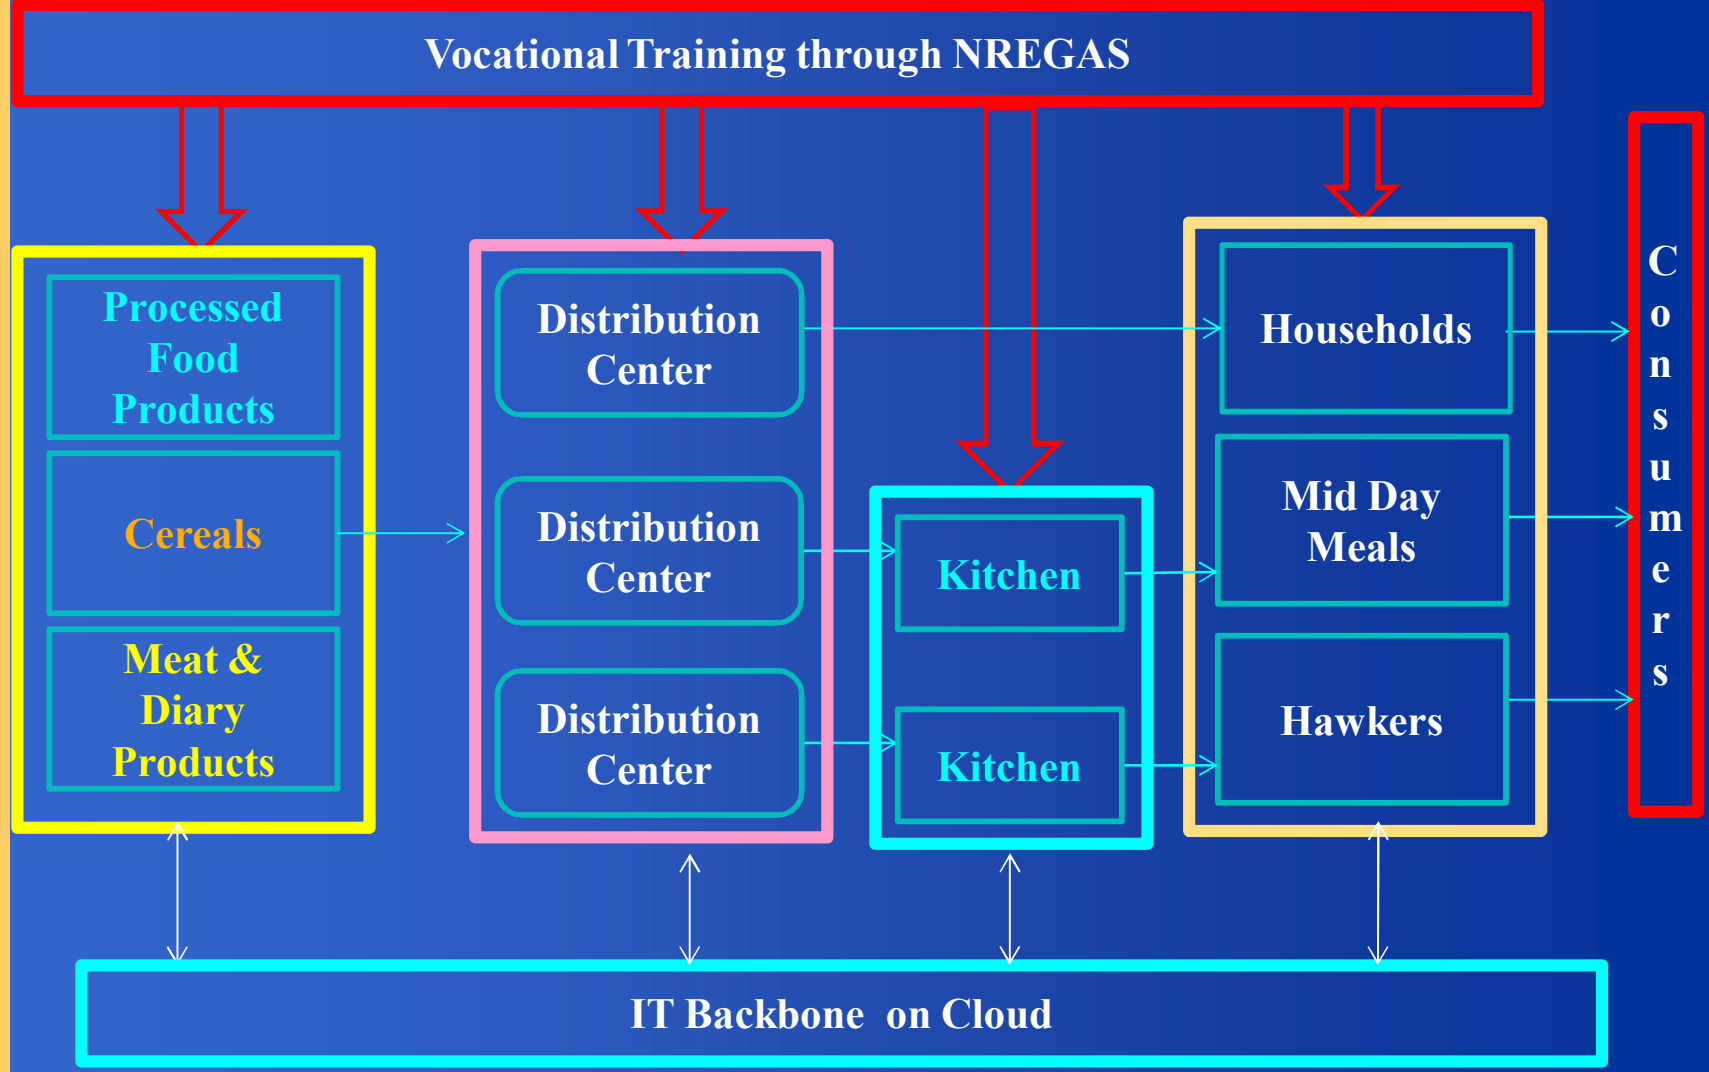 Vocational Training through NREGAS
Processed
Food
Products
Cereals
Meat &
Diary
Products
Distribution
Center
Distribution
Center
Distribution
Center
Kitchen
Kitchen
Households
Mid Day
Meals
Hawkers
C
o
n
s
u
m
e
r
s
IT Backbone on Cloud